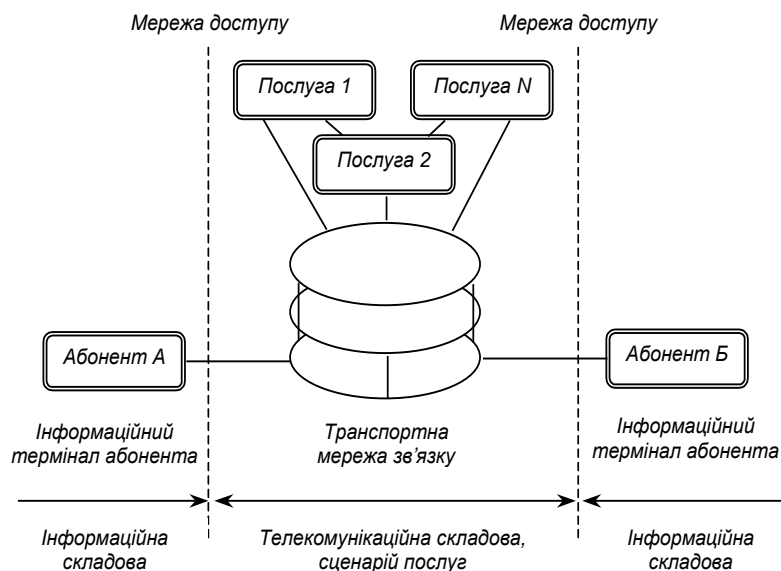 Мережа доступу
Мережа доступу
Послуга 1
Послуга N
Послуга 2
Абонент А
Абонент Б
Інформаційний
термінал абонента
Транспортна
мережа зв’язку
Інформаційний
термінал абонента
Інформаційна
складова
Телекомунікаційна складова,
сценарій послуг
Інформаційна
складова